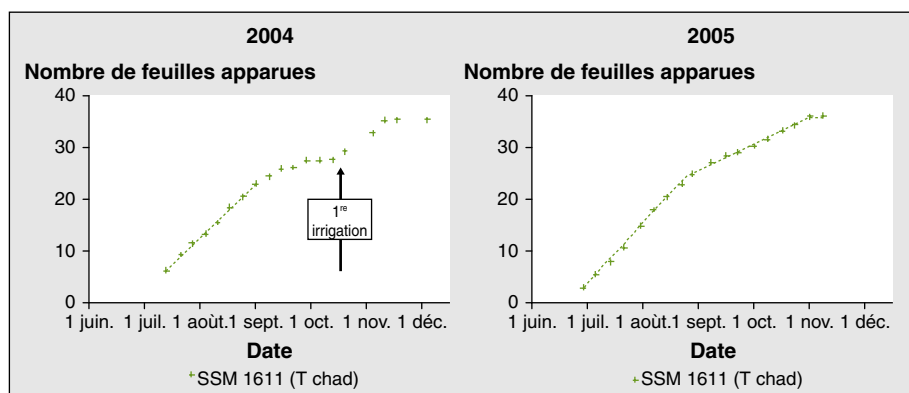 2004
Nombre de feuilles apparues
40
30
20
10
0
1re
irrigation
1 juin. 1 juil. 1 août. 1 sept. 1 oct. 1 nov. 1 déc.
Date
SSM 1611 (T chad)
2005
Nombre de feuilles apparues
40
30
20
10
0
1 juin. 1 juil. 1 août. 1 sept. 1 oct. 1 nov. 1 déc.
Date
SSM 1611 (T chad)